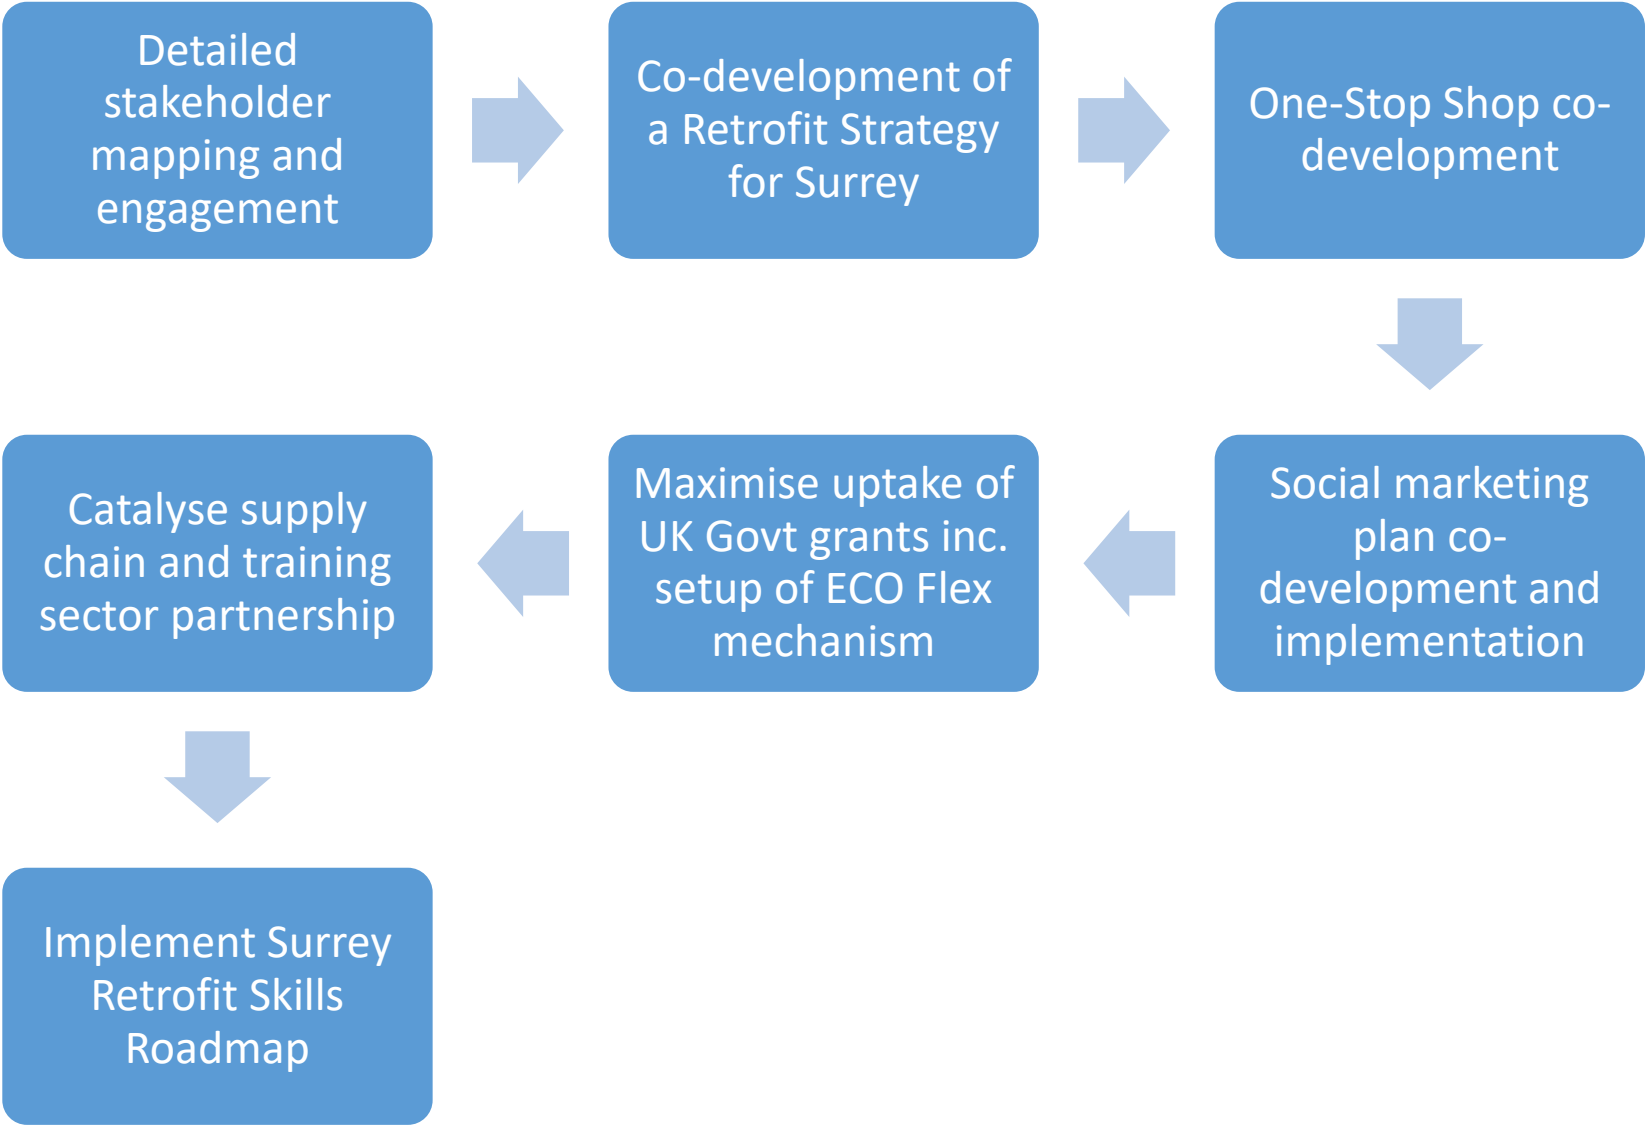 Detailed
stakeholder
mapping and
engagement
Co-development of
a Retrofit Strategy
for Surrey
One-Stop Shop co-
development
Social marketing
plan co-
development and
implementation
Maximise uptake of
UK Govt grants inc.
setup of ECO Flex
mechanism
Catalyse supply
chain and training
sector partnership
Implement Surrey
Retrofit Skills
Roadmap